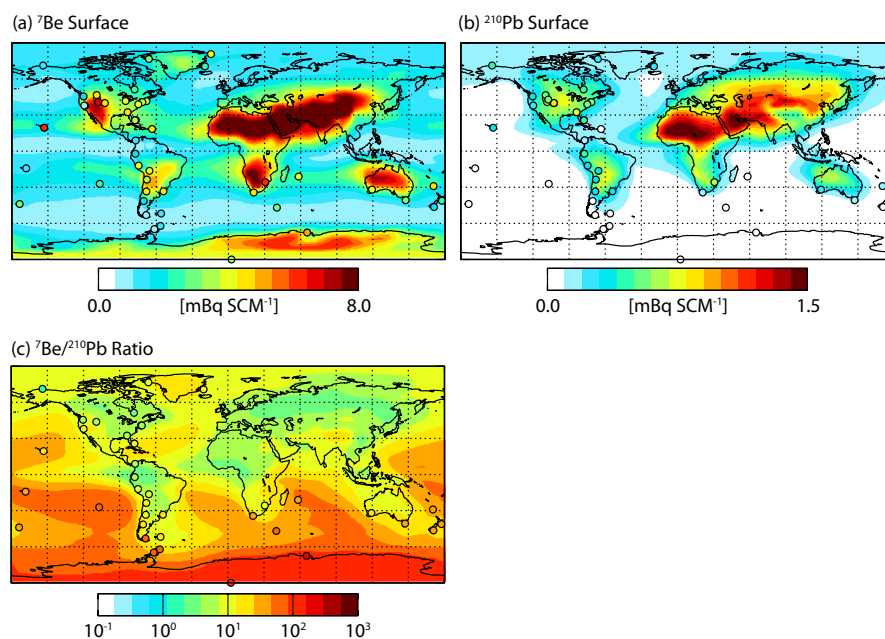 (a) ⁷Be Surface
(b) ²¹⁰Pb Surface
0.0 [mBq SCM⁻¹] 8.0
0.0 [mBq SCM⁻¹] 1.5
(c) ⁷Be/²¹⁰Pb Ratio
10⁻¹ 10⁰ 10¹ 10² 10³